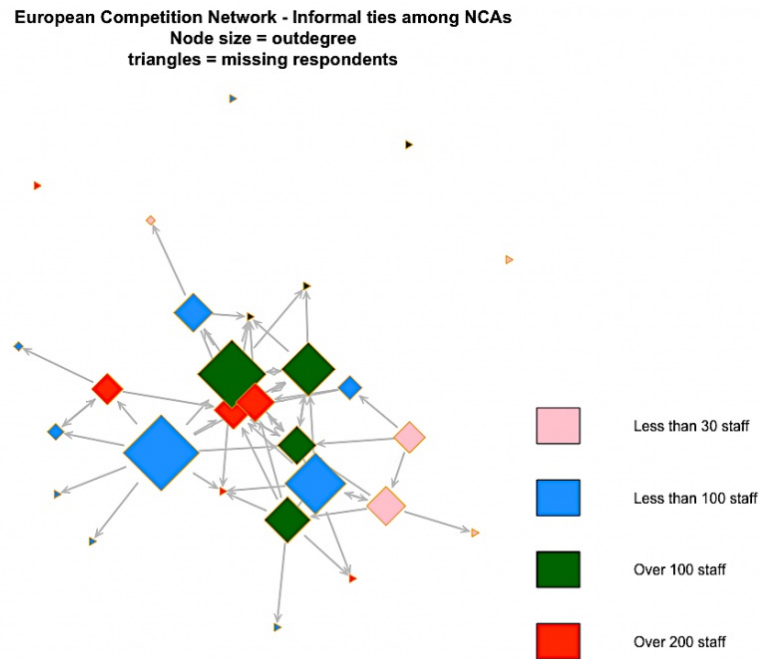 European Competition Network - Informal ties among NCAs
Node size = outdegree
triangles = missing respondents
Less than 30 staff
Less than 100 staff
Over 100 staff
Over 200 staff